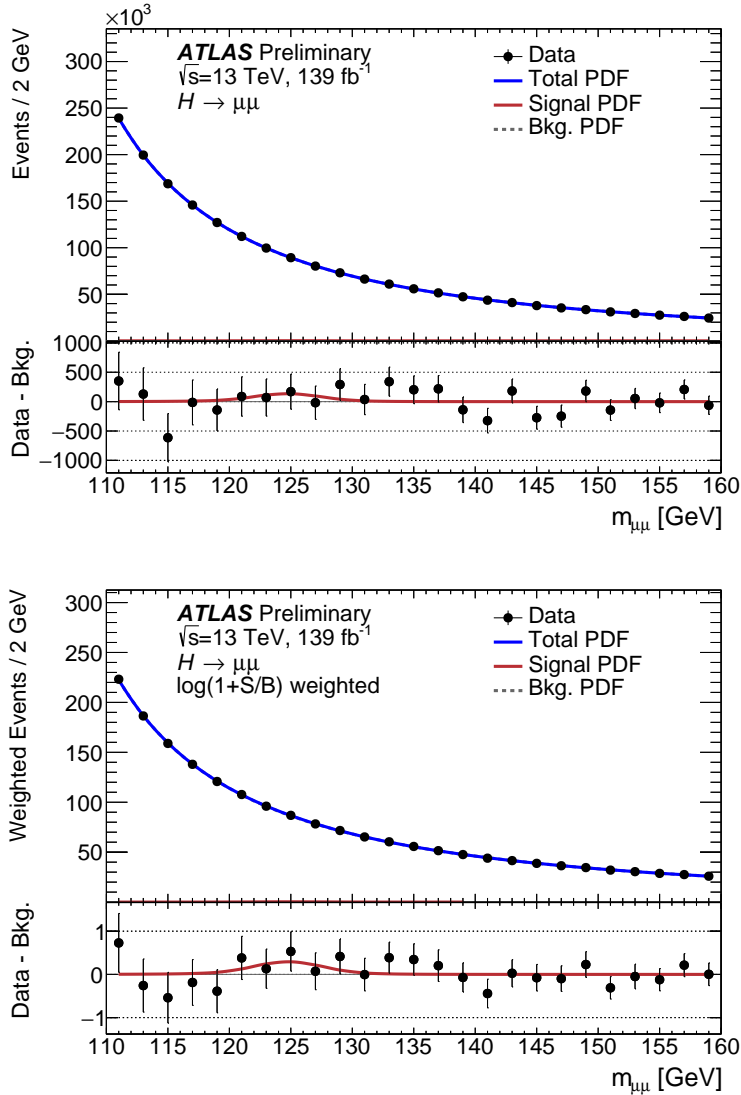 ×10³
Events / 2 GeV
300
250
200
150
100
50
ATLAS Preliminary
√s=13 TeV, 139 fb⁻¹
H → μμ
Data
Total PDF
Signal PDF
Bkg. PDF
Data - Bkg.
1000
500
0
−500
−1000
110 115 120 125 130 135 140 145 150 155 160
m_μμ [GeV]
Weighted Events / 2 GeV
300
250
200
150
100
50
ATLAS Preliminary
√s=13 TeV, 139 fb⁻¹
H → μμ
log(1+S/B) weighted
Data
Total PDF
Signal PDF
Bkg. PDF
Data - Bkg.
1
0
−1
110 115 120 125 130 135 140 145 150 155 160
m_μμ [GeV]